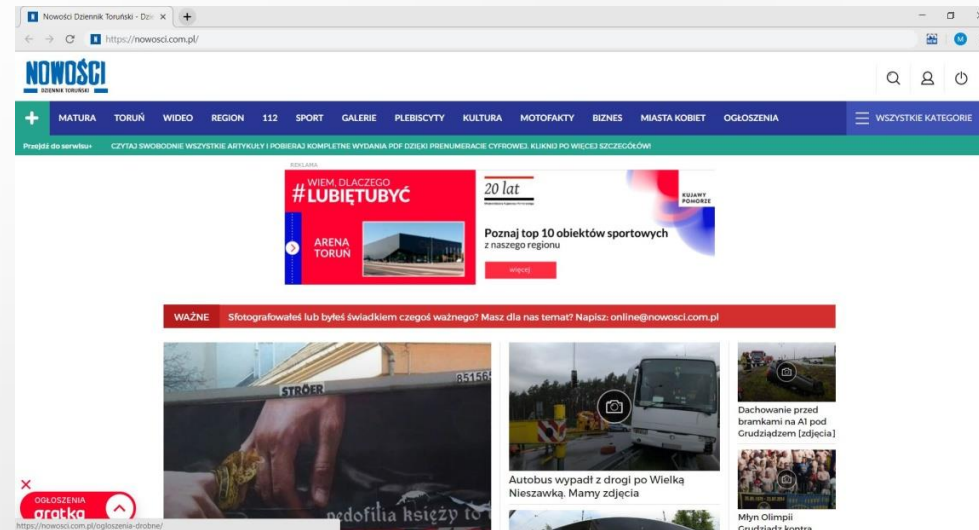 Nowości Dziennik Toruński - Dzie
https://nowosci.com.pl/
NOWOŚCI
DZIENNIK TORUŃSKI
MATURA TORUŃ WIDEO REGION 112 SPORT GALERIE PLEBISCYTY KULTURA MOTOFAKTY BIZNES MIASTA KOBIET OGŁOSZENIA WSZYSTKIE KATEGORIE
Przejdź do serwisu+ CZYTAJ SWOBODNIE WSZYSTKIE ARTYKUŁY I POBIERAJ KOMPLETNE WYDANIA PDF DZIĘKI PRENUMERACIE CYFROWEJ. KLIKNIJ PO WIĘCEJ SZCZEGÓŁÓW!
REKLAMA
WIEM, DLACZEGO
#LUBIĘTUBYĆ
ARENA
TORUŃ
20 lat
KUJAWY
POMORZE
Poznaj top 10 obiektów sportowych
z naszego regionu
więcej
WAŻNE Sfotografowałeś lub byłeś świadkiem czegoś ważnego? Masz dla nas temat? Napisz: online@nowosci.com.pl
STRÖER
85156
pedofilia księży to
Autobus wypadł z drogi po Wielką
Nieszawką. Mamy zdjęcia
Dachowanie przed
bramkami na A1 pod
Grudziądzem [zdjęcia]
Młyn Olimpii
Grudziądz kontra
OGŁOSZENIA
gratka
https://nowosci.com.pl/ogloszenia-drobne/